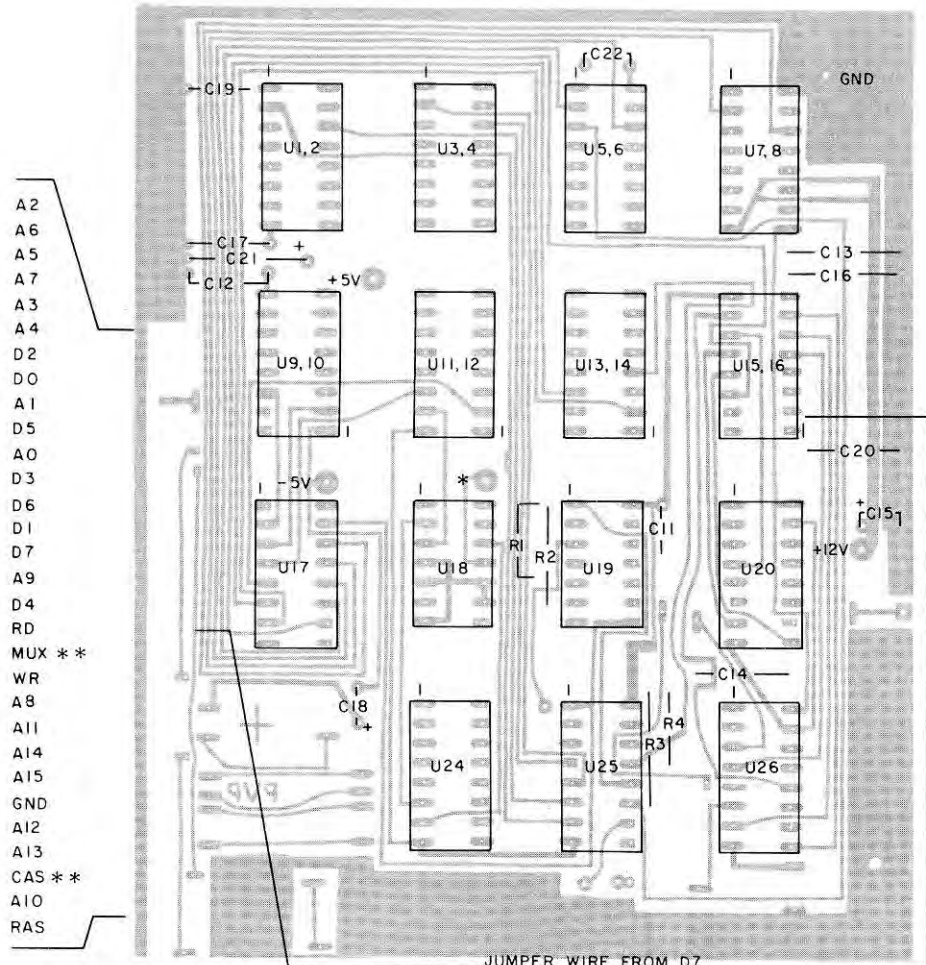 C22
GND
C19
U1,2
U3,4
U5,6
U7,8
A2
A6
A5
A7
A3
A4
D2
D0
A1
D5
A0
D3
D6
D1
D7
A9
D4
RD
MUX **
WR
A8
A11
A14
A15
GND
A12
A13
CAS **
A10
RAS
C17 +
C21
C12
+5V
C13
C16
U9,10
U11,12
U13,14
U15,16
C20
-5V
*
+
C15
C11
R1
R2
U17
U18
U19
U20
+12V
C14
C18
+
R4
R3
U24
U25
U26
JUMPER WIRE FROM D7